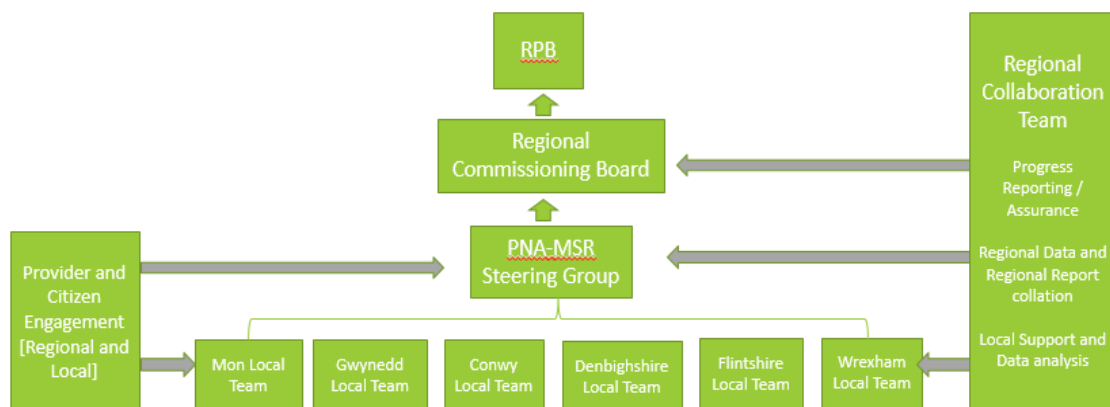 RPB
Regional
Commissioning Board
PNA-MSR
Steering Group
Provider and
Citizen
Engagement
[Regional and
Local]
Mon Local
Team
Gwynedd
Local Team
Conwy
Local Team
Denbighshire
Local Team
Flintshire
Local Team
Wrexham
Local Team
Regional
Collaboration
Team
Progress
Reporting /
Assurance
Regional Data and
Regional Report
collation
Local Support and
Data analysis